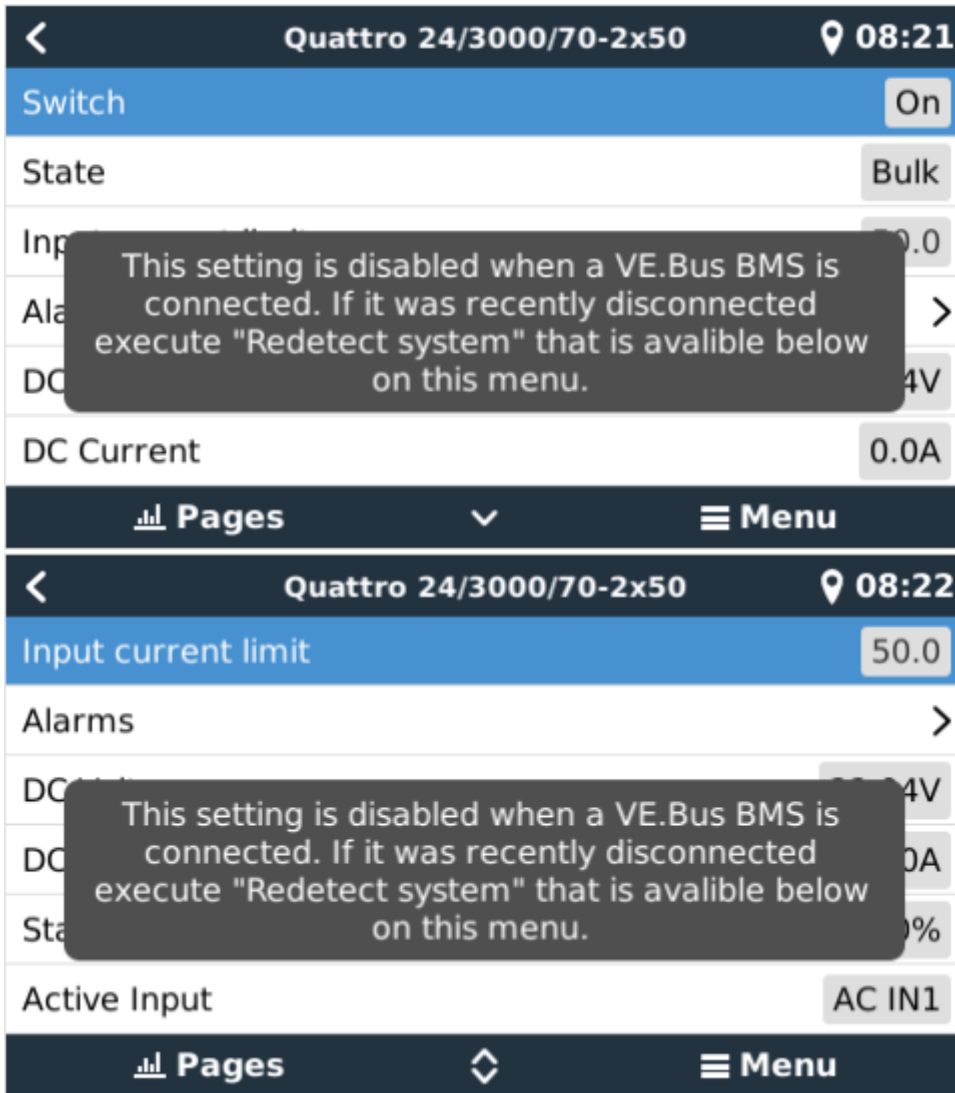 Quattro 24/3000/70-2x50 08:21
Switch On
State Bulk
This setting is disabled when a VE.Bus BMS is
connected. If it was recently disconnected
execute "Redetect system" that is avalible below
on this menu.
DC Current 0.0A
Pages Menu
Quattro 24/3000/70-2x50 08:22
Input current limit 50.0
Alarms
DC
This setting is disabled when a VE.Bus BMS is
connected. If it was recently disconnected
execute "Redetect system" that is avalible below
on this menu.
DC
Active Input AC IN1
Pages Menu